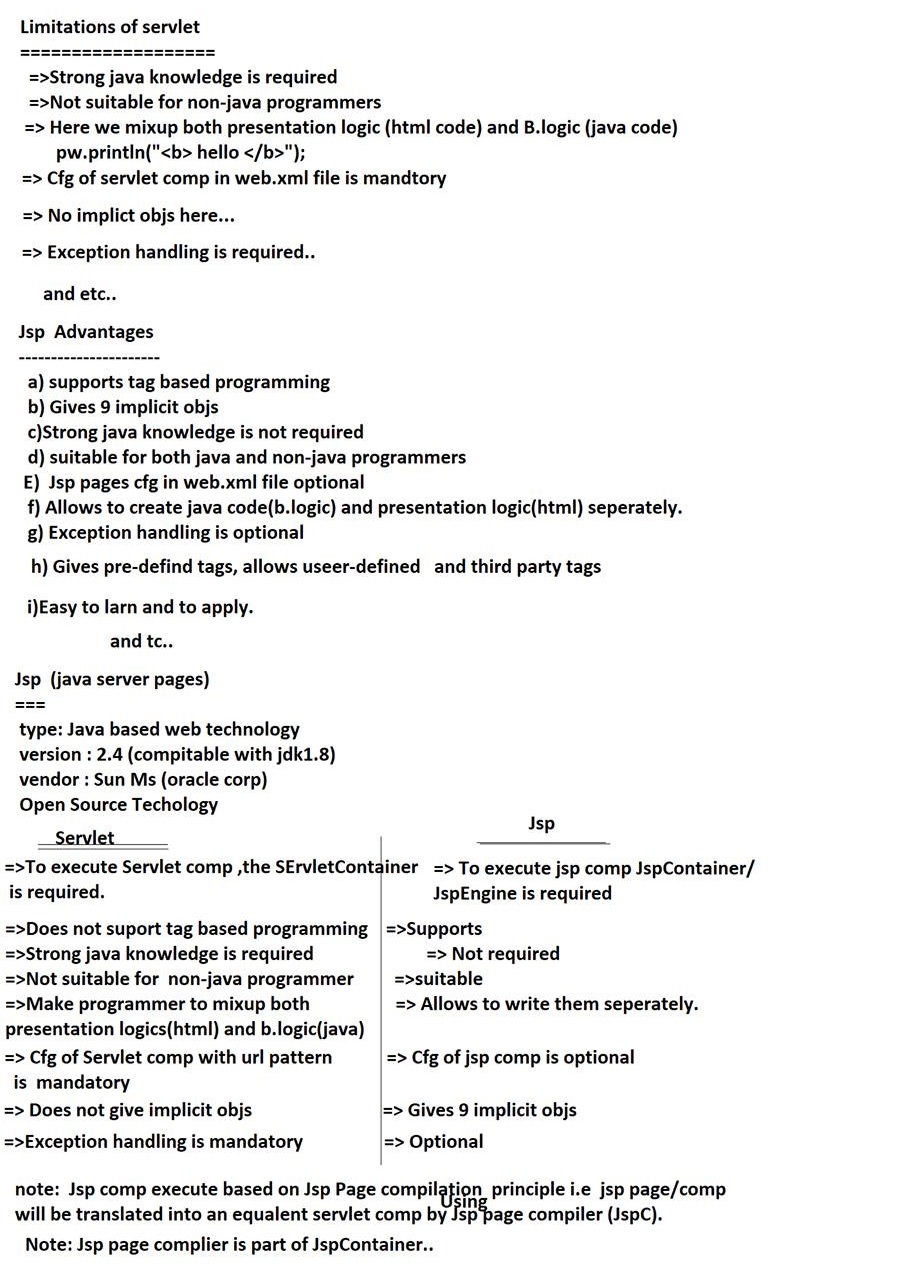 Limitations of servlet
===================
=>Strong java knowledge is required
=>Not suitable for non-java programmers
=> Here we mixup both presentation logic (html code) and B.logic (java code)
pw.println("<b> hello </b>");
=> Cfg of servlet comp in web.xml file is mandtory
=> No implict objs here...
=> Exception handling is required..
and etc..
Jsp Advantages
----------------------
a) supports tag based programming
b) Gives 9 implicit objs
c)Strong java knowledge is not required
d) suitable for both java and non-java programmers
E) Jsp pages cfg in web.xml file optional
f) Allows to create java code(b.logic) and presentation logic(html) seperately.
g) Exception handling is optional
h) Gives pre-defind tags, allows useer-defined and third party tags
i)Easy to larn and to apply.
and tc..
Jsp (java server pages)
===
type: Java based web technology
version : 2.4 (compitable with jdk1.8)
vendor : Sun Ms (oracle corp)
Open Source Techology
Servlet
=>To execute Servlet comp ,the SErvletContainer
is required.
=>Does not suport tag based programming
=>Strong java knowledge is required
=>Not suitable for non-java programmer
=>Make programmer to mixup both
presentation logics(html) and b.logic(java)
=> Cfg of Servlet comp with url pattern
is mandatory
=> Does not give implicit objs
=>Exception handling is mandatory
Jsp
=> To execute jsp comp JspContainer/
JspEngine is required
=>Supports
=> Not required
=>suitable
=> Allows to write them seperately.
=> Cfg of jsp comp is optional
=> Gives 9 implicit objs
=> Optional
note: Jsp comp execute based on Jsp Page compilation principle i.e jsp page/comp
Using
will be translated into an equalent servlet comp by Jsp page compiler (JspC).
Note: Jsp page complier is part of JspContainer..